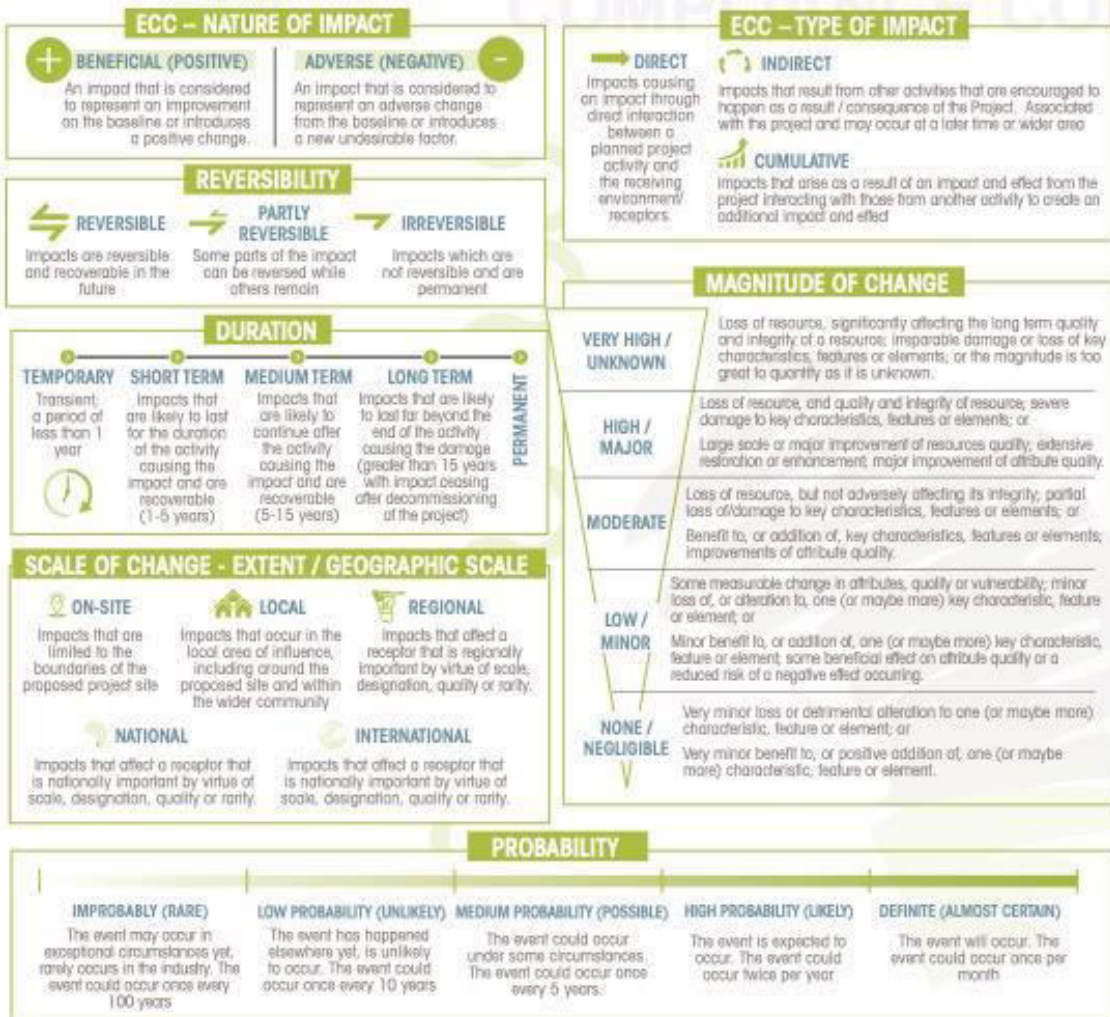 ECC – NATURE OF IMPACT
+
BENEFICIAL (POSITIVE)
An impact that is considered
to represent an improvement
on the baseline or introduces
a positive change.
ADVERSE (NEGATIVE)
-
An impact that is considered to
represent an adverse change
from the baseline or introduces
a new undesirable factor.
ECC – TYPE OF IMPACT
DIRECT
Impacts causing
an impact through
direct interaction
between a
planned project
activity and
the receiving
environment/
receptors.
INDIRECT
Impacts that result from other activities that are encouraged to
happen as a result / consequence of the Project. Associated
with the project and may occur at a later time or wider area
CUMULATIVE
Impacts that arise as a result of an impact and effect from the
project interacting with those from another activity to create an
additional impact and effect
REVERSIBILITY
REVERSIBLE
Impacts are reversible
and recoverable in the
future
PARTLY
REVERSIBLE
Some parts of the impact
can be reversed while
others remain
IRREVERSIBLE
Impacts which are
not reversible and are
permanent
DURATION
TEMPORARY
Transient;
a period of
less than 1
year
SHORT TERM
Impacts that
are likely to last
for the duration
of the activity
causing the
impact and are
recoverable
(1-5 years)
MEDIUM TERM
Impacts that
are likely to
continue after
the activity
causing the
impact and are
recoverable
(5-15 years)
LONG TERM
Impacts that are likely
to last far beyond the
end of the activity
causing the damage
(greater than 15 years
with impact ceasing
after decommissioning
of the project)
PERMANENT
MAGNITUDE OF CHANGE
VERY HIGH /
UNKNOWN
Loss of resource, significantly affecting the long term quality
and integrity of a resource; irreparable damage or loss of key
characteristics, features or elements; or the magnitude is too
great to quantify as it is unknown.
HIGH /
MAJOR
Loss of resource, and quality and integrity of resource; severe
damage to key characteristics, features or elements; or
Large scale or major improvement of resources quality; extensive
restoration or enhancement; major improvement of attribute quality.
MODERATE
Loss of resource, but not adversely affecting its integrity; partial
loss of/damage to key characteristics, features or elements; or
Benefit to, or addition of, key characteristics, features or elements;
improvements of attribute quality.
LOW /
MINOR
Some measurable change in attributes, quality or vulnerability; minor
loss of, or alteration to, one (or maybe more) key characteristic, feature
or element; or
Minor benefit to, or addition of, one (or maybe more) key characteristic,
feature or element; some beneficial effect on attribute quality or a
reduced risk of a negative effect occurring.
NONE /
NEGLIGIBLE
Very minor loss or detrimental alteration to one (or maybe more)
characteristic, feature or element; or
Very minor benefit to, or positive addition of, one (or maybe
more) characteristic, feature or element.
SCALE OF CHANGE - EXTENT / GEOGRAPHIC SCALE
ON-SITE
Impacts that are
limited to the
boundaries of the
proposed project site
LOCAL
Impacts that occur in the
local area of influence,
including around the
proposed site and within
the wider community
REGIONAL
Impacts that affect a
receptor that is regionally
important by virtue of scale,
designation, quality or rarity.
NATIONAL
Impacts that affect a receptor that
is nationally important by virtue of
scale, designation, quality or rarity.
INTERNATIONAL
Impacts that affect a receptor that
is nationally important by virtue of
scale, designation, quality or rarity.
PROBABILITY
IMPROBABLY (RARE)
The event may occur in
exceptional circumstances yet,
rarely occurs in the industry. The
event could occur once every
100 years
LOW PROBABILITY (UNLIKELY)
The event has happened
elsewhere yet, is unlikely
to occur. The event could
occur once every 10 years
MEDIUM PROBABILITY (POSSIBLE)
The event could occur
under some circumstances.
The event could occur once
every 5 years.
HIGH PROBABILITY (LIKELY)
The event is expected to
occur. The event could
occur twice per year
DEFINITE (ALMOST CERTAIN)
The event will occur. The
event could occur once per
month